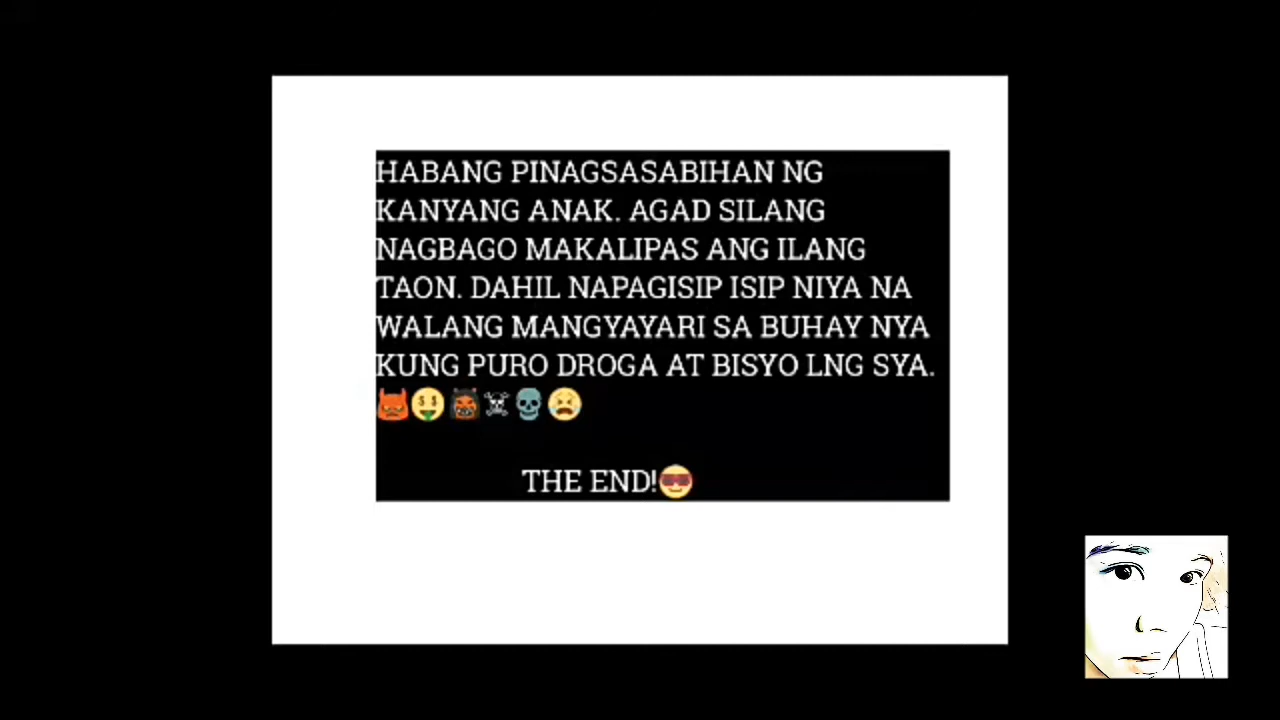 HABANG PINAGSASABIHAN NG
KANYANG ANAK. AGAD SILANG
NAGBAGO MAKALIPAS ANG ILANG
TAON. DAHIL NAPAGISIP ISIP NIYA NA
WALANG MANGYAYARI SA BUHAY NYA
KUNG PURO DROGA AT BISYO LNG SYA.
👹🤑👺☠️💀😫
THE END!😎